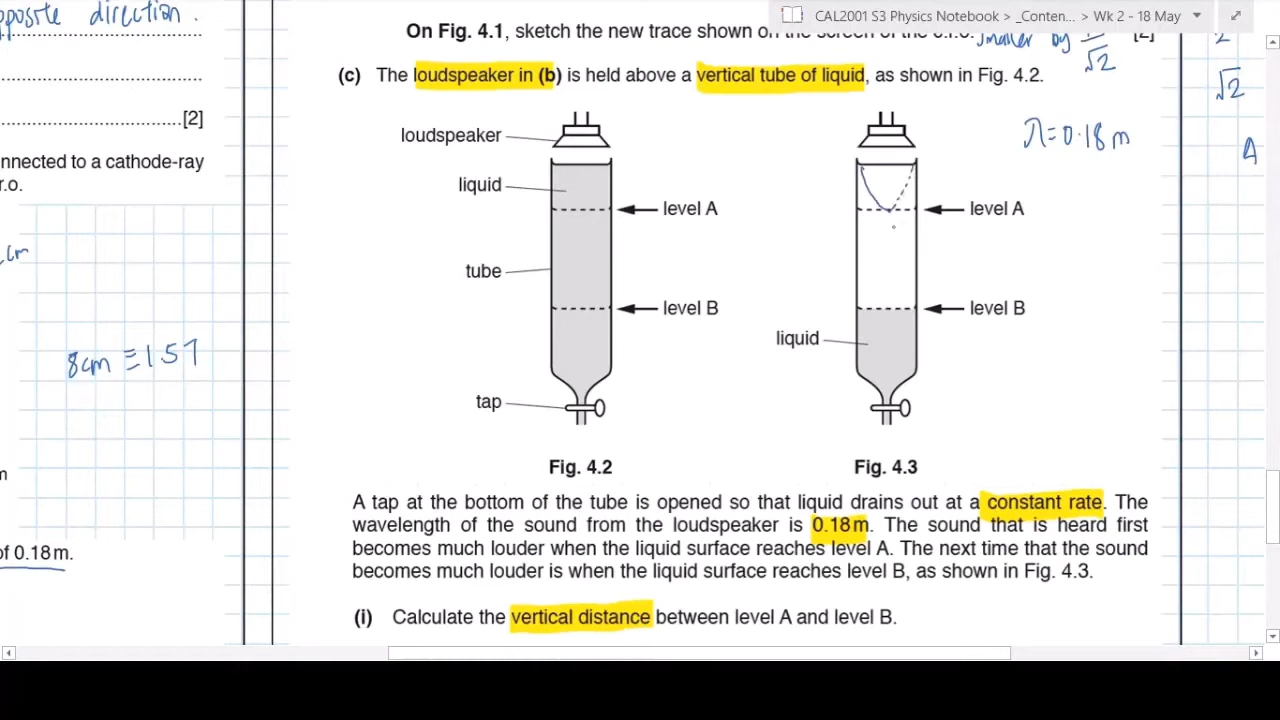 CAL2001 S3 Physics Notebook > _Conten... > Wk 2 - 18 May
opposite direction.
[2]
nnected to a cathode-ray
r.o.
cm
8cm ≡ 1.57
m
of 0.18 m.
On Fig. 4.1, sketch the new trace shown on the screen of the c.r.o.
smaller by
√2
[2]
2
√2
A
(c) The loudspeaker in (b) is held above a vertical tube of liquid, as shown in Fig. 4.2.
λ=0.18 m
loudspeaker
liquid
level A
tube
level B
tap
Fig. 4.2
level A
level B
liquid
Fig. 4.3
A tap at the bottom of the tube is opened so that liquid drains out at a constant rate. The
wavelength of the sound from the loudspeaker is 0.18 m. The sound that is heard first
becomes much louder when the liquid surface reaches level A. The next time that the sound
becomes much louder is when the liquid surface reaches level B, as shown in Fig. 4.3.
(i) Calculate the vertical distance between level A and level B.